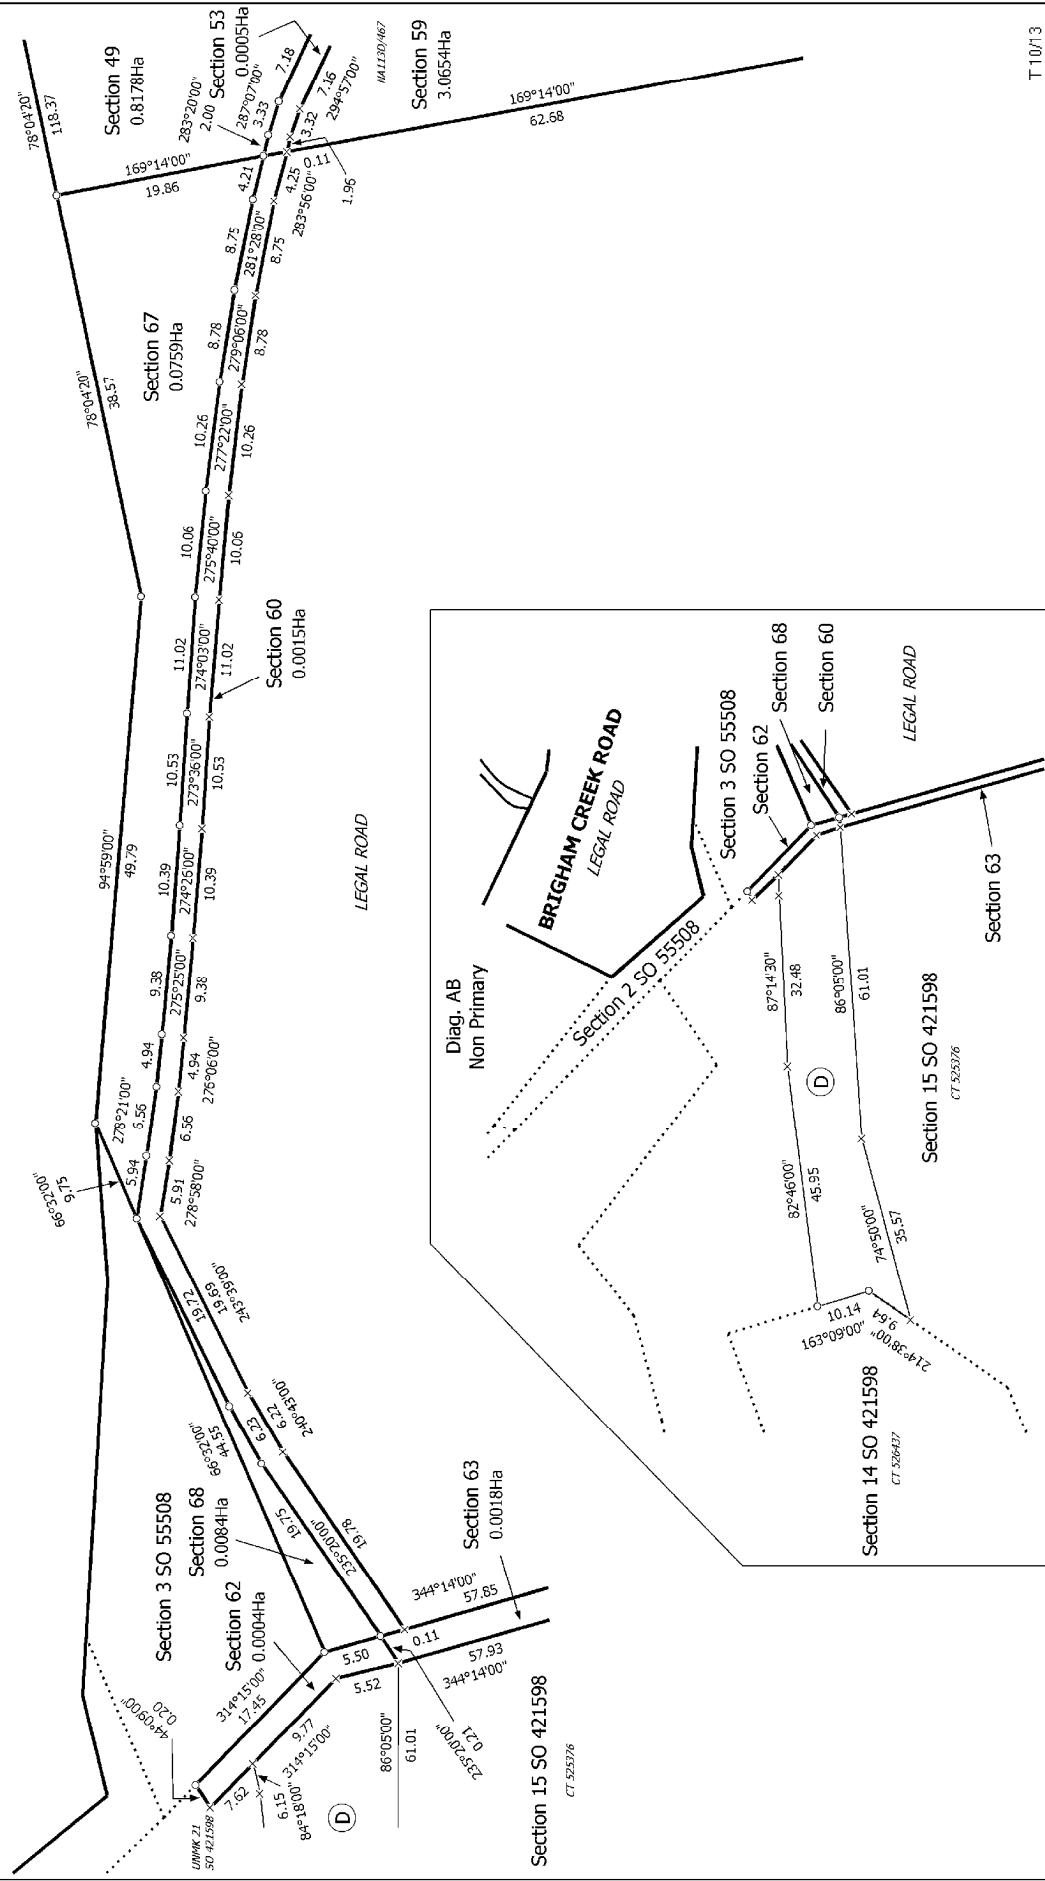 78°04'20"
118.37
Section 49
0.8178Ha
Section 53
0.0005Ha
283°20'00"
2.00
287°07'00"
3.33
7.18
7.16
294°57'00"
3.32
Section 59
3.0654Ha
169°14'00"
62.68
169°14'00"
19.86
4.21
4.25
283°56'00"
0.11
1.96
78°04'20"
38.57
Section 67
0.0759Ha
8.75
281°28'00"
8.75
8.78
279°06'00"
8.78
10.26
277°22'00"
10.26
10.06
275°40'00"
10.06
11.02
274°03'00"
11.02
Section 60
0.0015Ha
10.53
273°36'00"
10.53
10.39
274°26'00"
10.39
9.38
275°25'00"
9.38
4.94
4.94
276°06'00"
94°59'00"
49.79
278°21'00"
6.56
5.94
5.91
278°58'00"
66°32'00"
9.75
LEGAL ROAD
19.72
19.69
243°39'00"
6.23
6.22
240°43'00"
66°32'00"
44.55
19.75
235°20'00"
19.78
Section 3 SO 55508
Section 68
0.0084Ha
Section 62
0.0004Ha
Section 63
0.0018Ha
344°14'00"
57.85
57.93
344°14'00"
0.11
5.50
5.52
235°20'00"
0.21
314°15'00"
17.45
9.77
314°15'00"
44°09'00"
0.20
7.62
UNMK 21
SO 421598
6.15
84°18'00"
D
86°05'00"
61.01
Section 15 SO 421598
CT 525376
Diag. AB
Non Primary
BRIGHAM CREEK ROAD
LEGAL ROAD
Section 2 SO 55508
Section 3 SO 55508
Section 62
Section 68
Section 60
LEGAL ROAD
Section 63
87°14'30"
32.48
86°05'00"
61.01
82°46'00"
45.95
D
74°50'00"
35.57
10.14
163°09'00"
9.64
214°38'00"
Section 15 SO 421598
CT 525376
Section 14 SO 421598
CT 526437
T 10/13